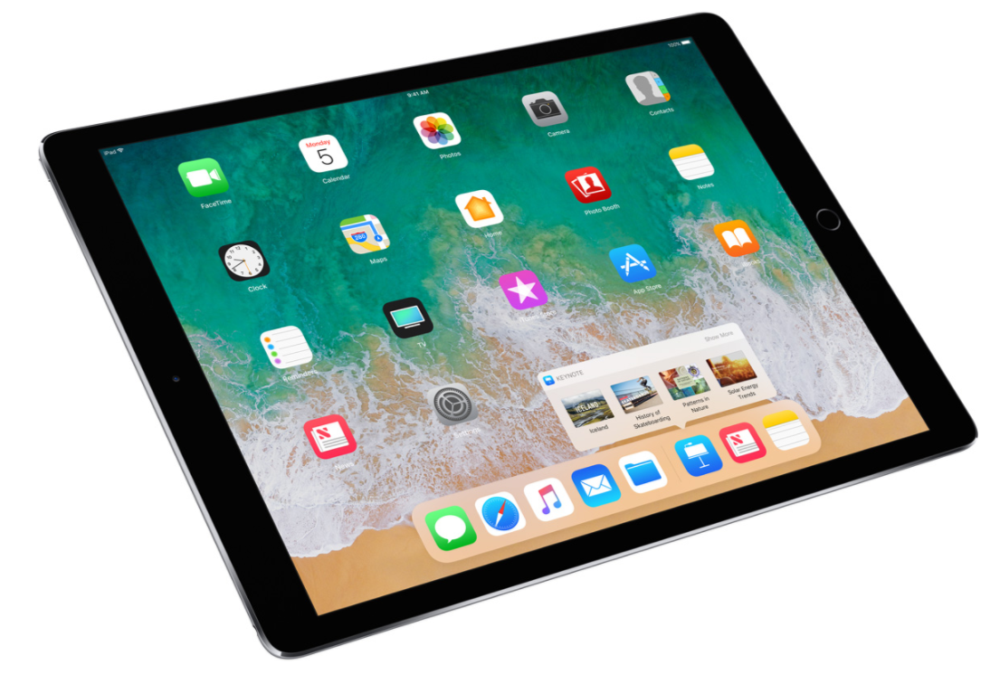 iPad
9:41 AM
100%
FaceTime
Monday
5
Calendar
Photos
Camera
Contacts
Clock
280
Maps
Home
Photo Booth
Notes
Reminders
TV
App Store
News
Settings
KEYNOTE
Show More
ICELAND
Iceland
History of
Skateboarding
Patterns in
Nature
Solar Energy
Trends